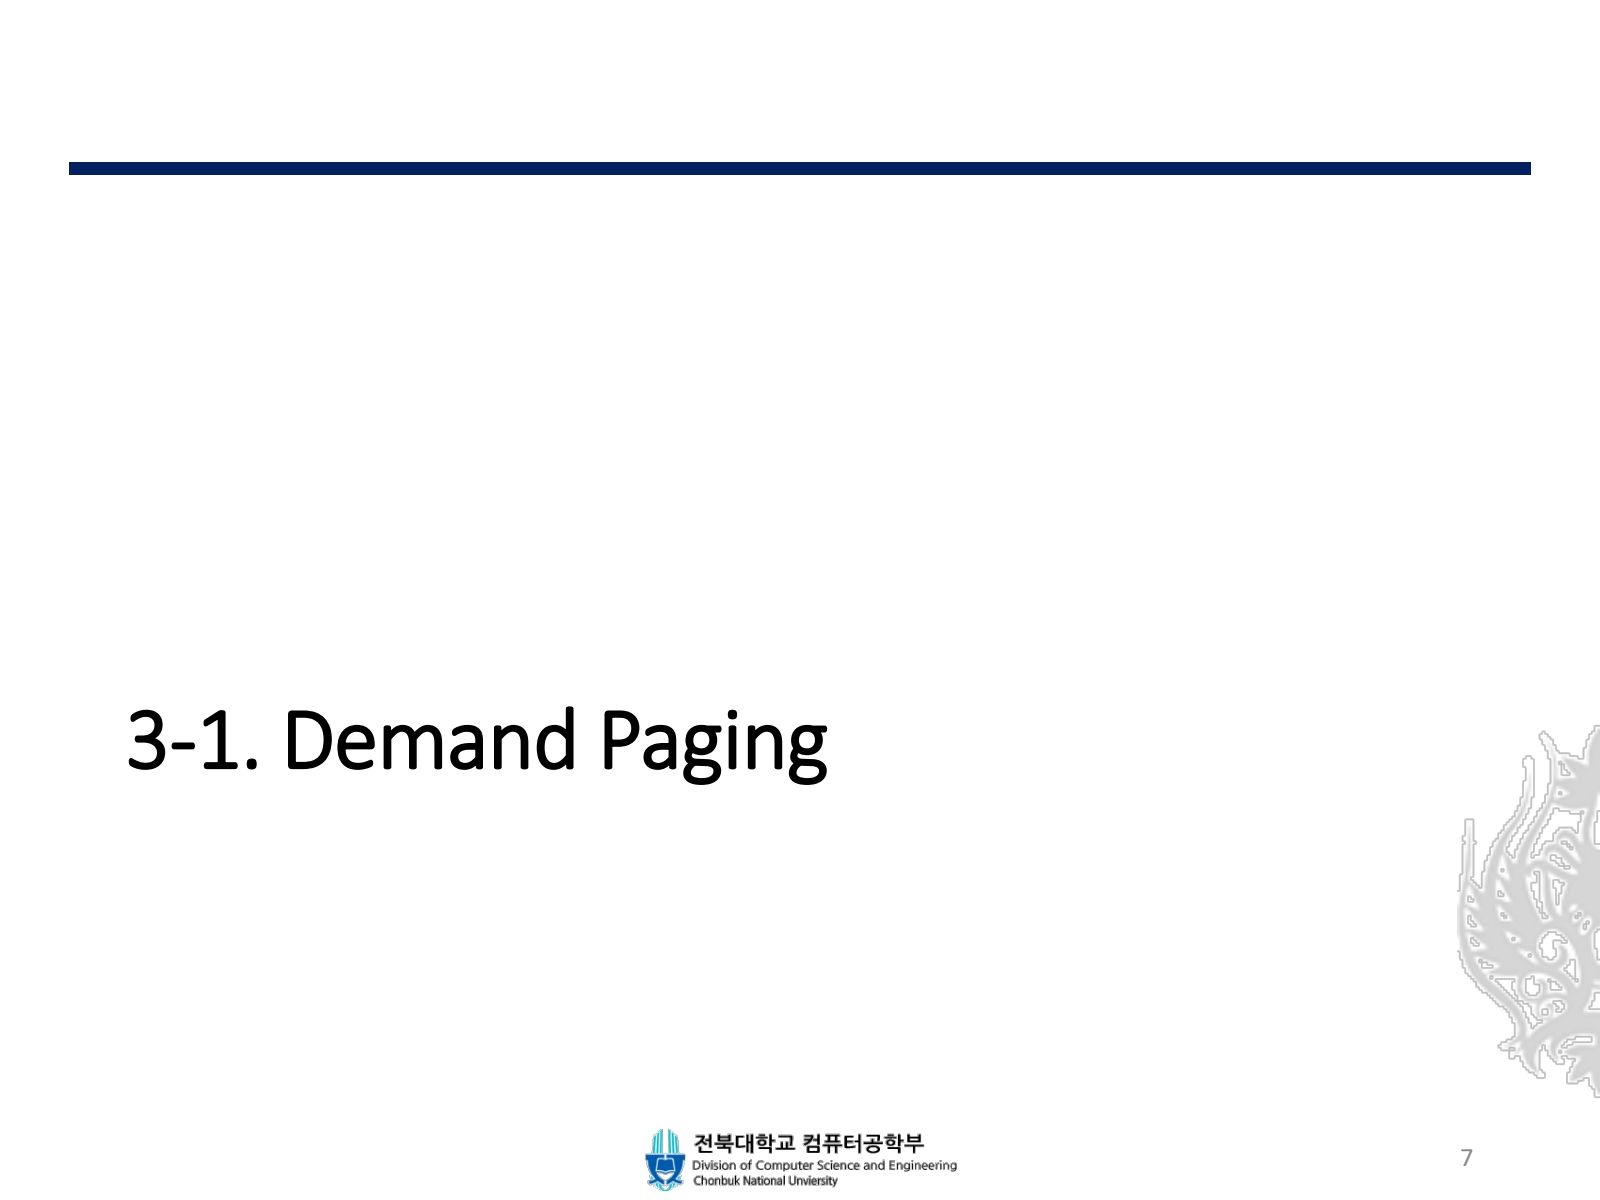 3-1. Demand Paging
전북대학교 컴퓨터공학부
Division of Computer Science and Engineering
Chonbuk National Unviersity
7